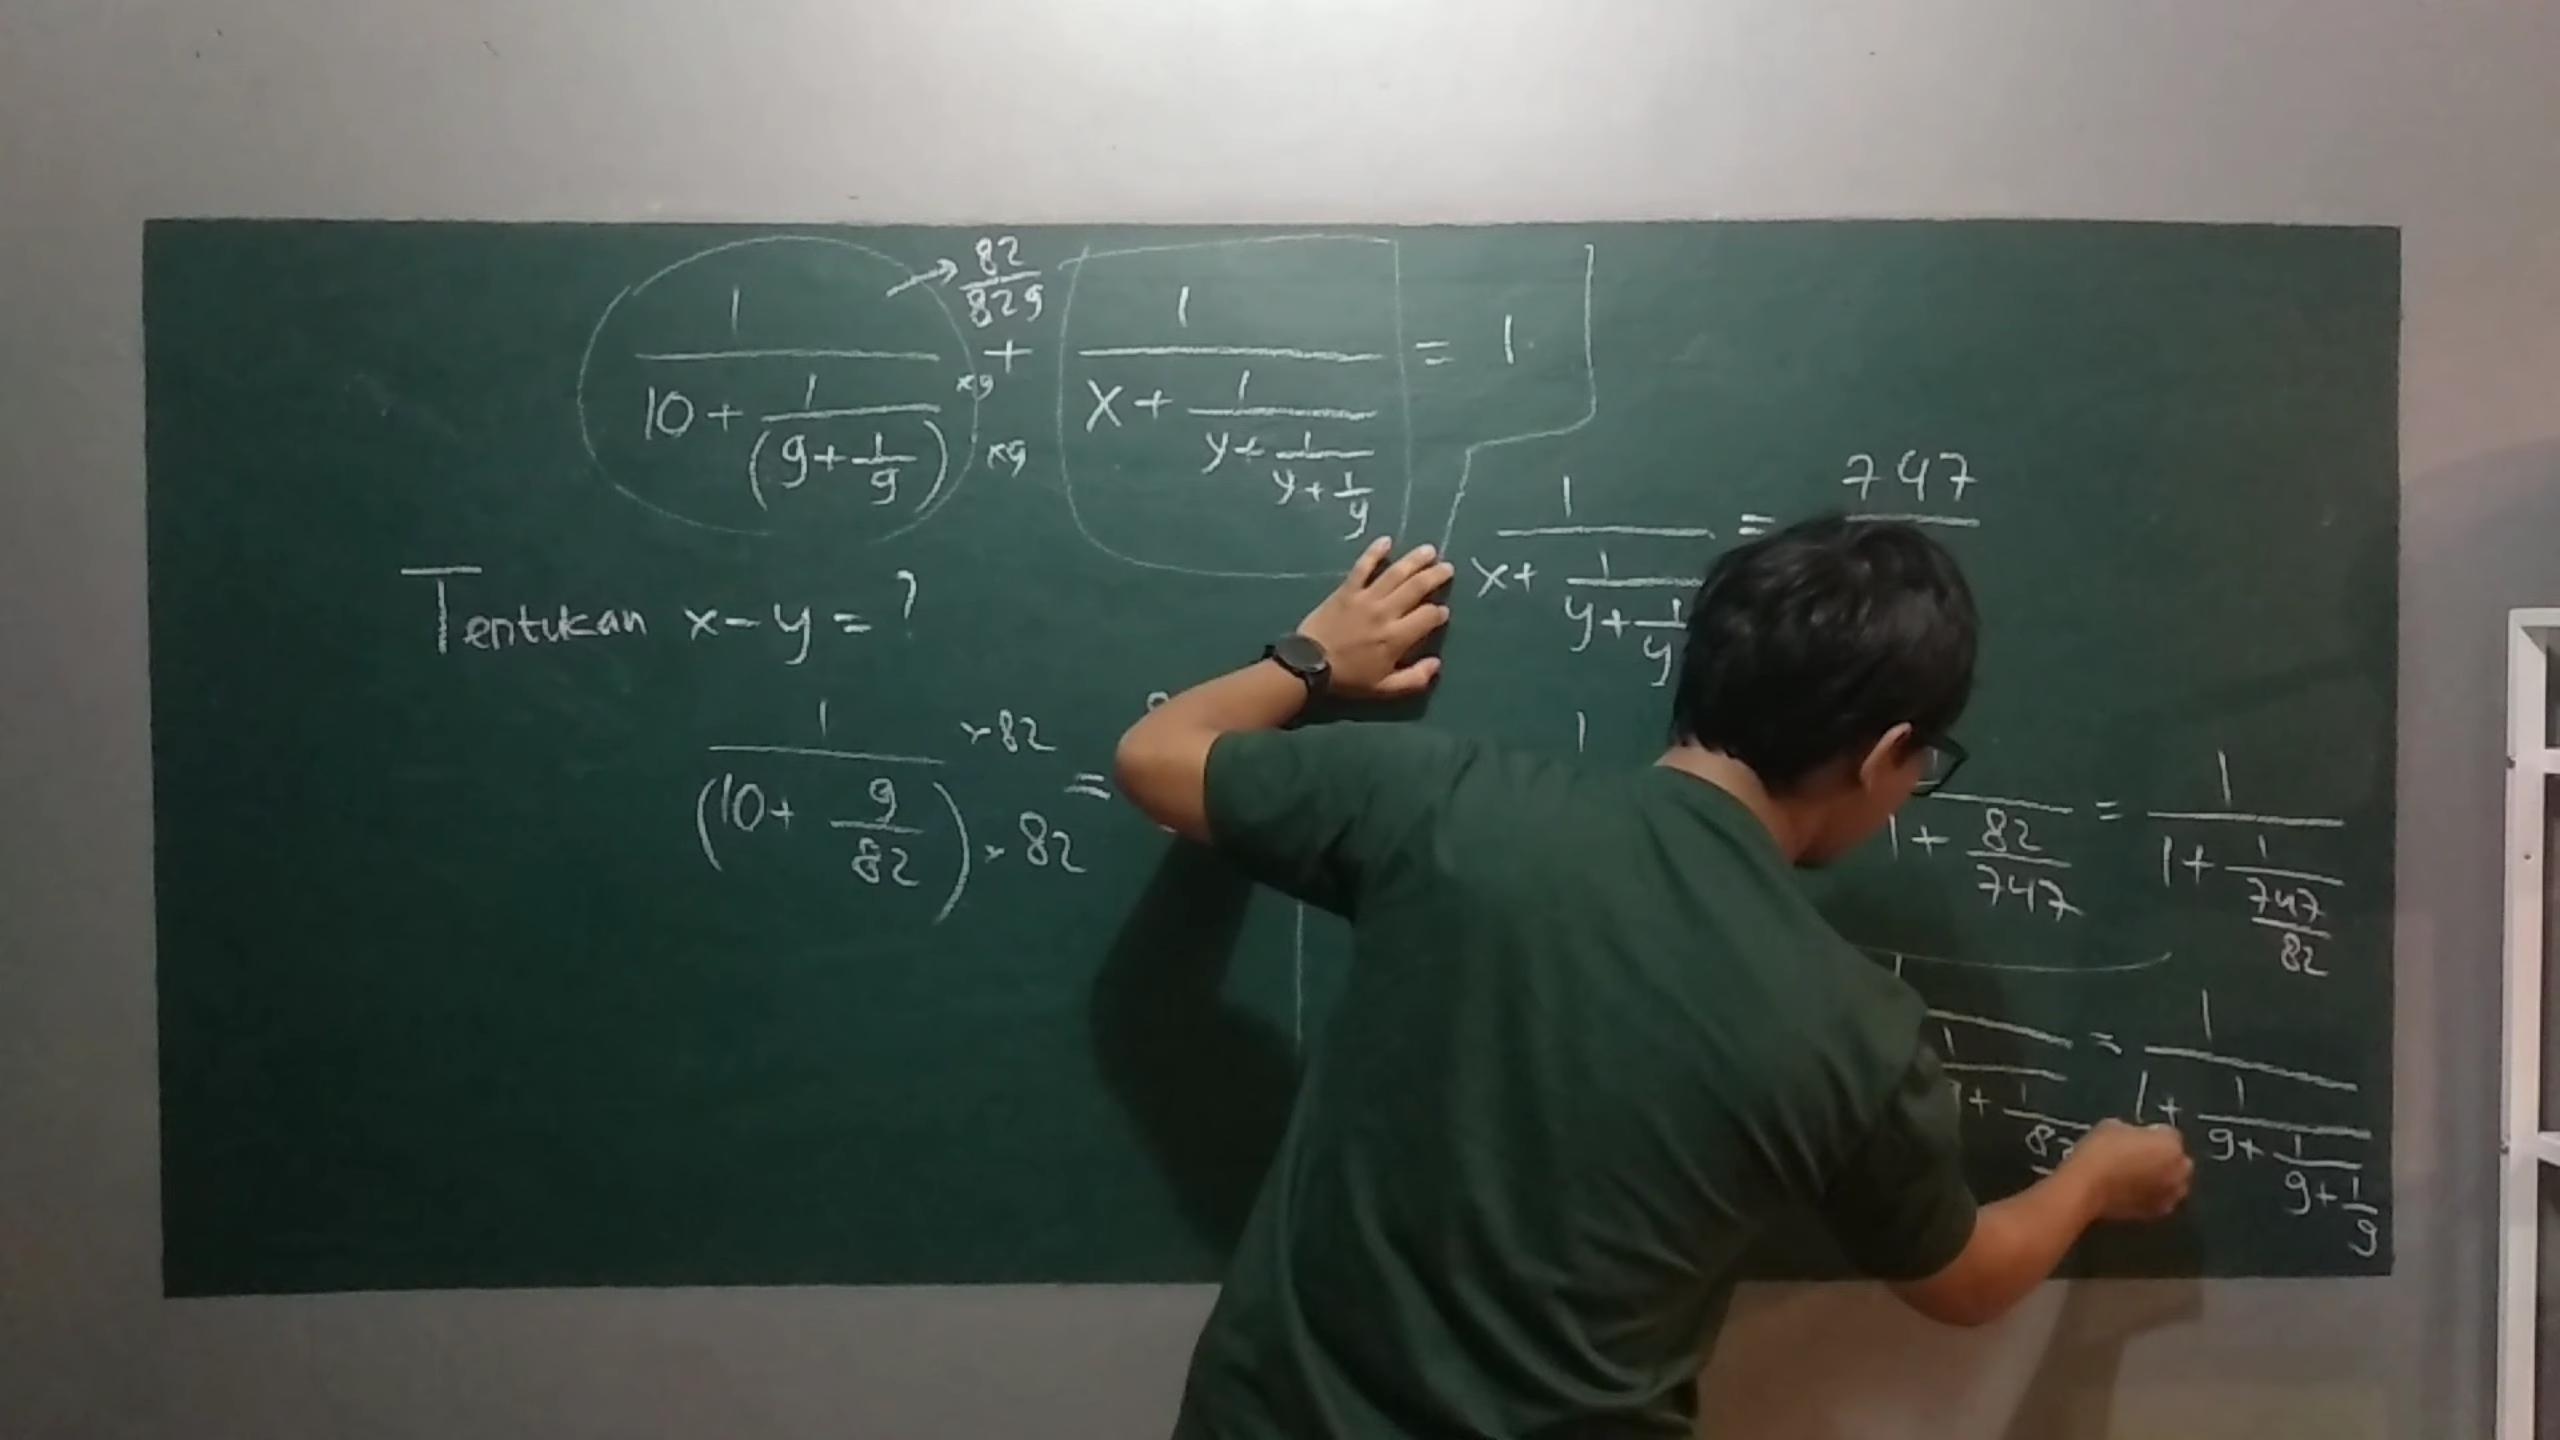 1 → 82/829
1/(10 + 1/(9 + 1/9)) ×9 ×9 + 1/(x + 1/(y + 1/(y + 1/y))) = 1
Tentukan x - y = ?
1/(10 + 9/82) ×82 ×82 =
1/(x + 1/(y + 1/y = 747
1
1 + 82/747 = 1/(1 + 1/(747/82))
1 + 1/82 = 1/(1 + 1/(9 + 1/(9 + 1/9)))